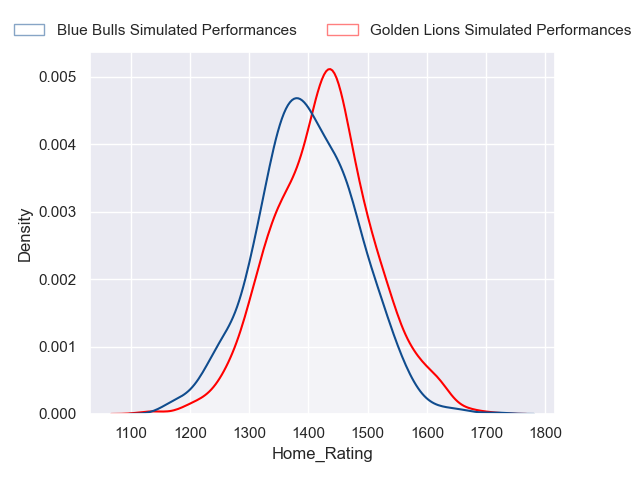 Blue Bulls Simulated Performances Golden Lions Simulated Performances
0.005
0.004
0.003
0.002
0.001
0.000
Density
1100 1200 1300 1400 1500 1600 1700 1800
Home_Rating